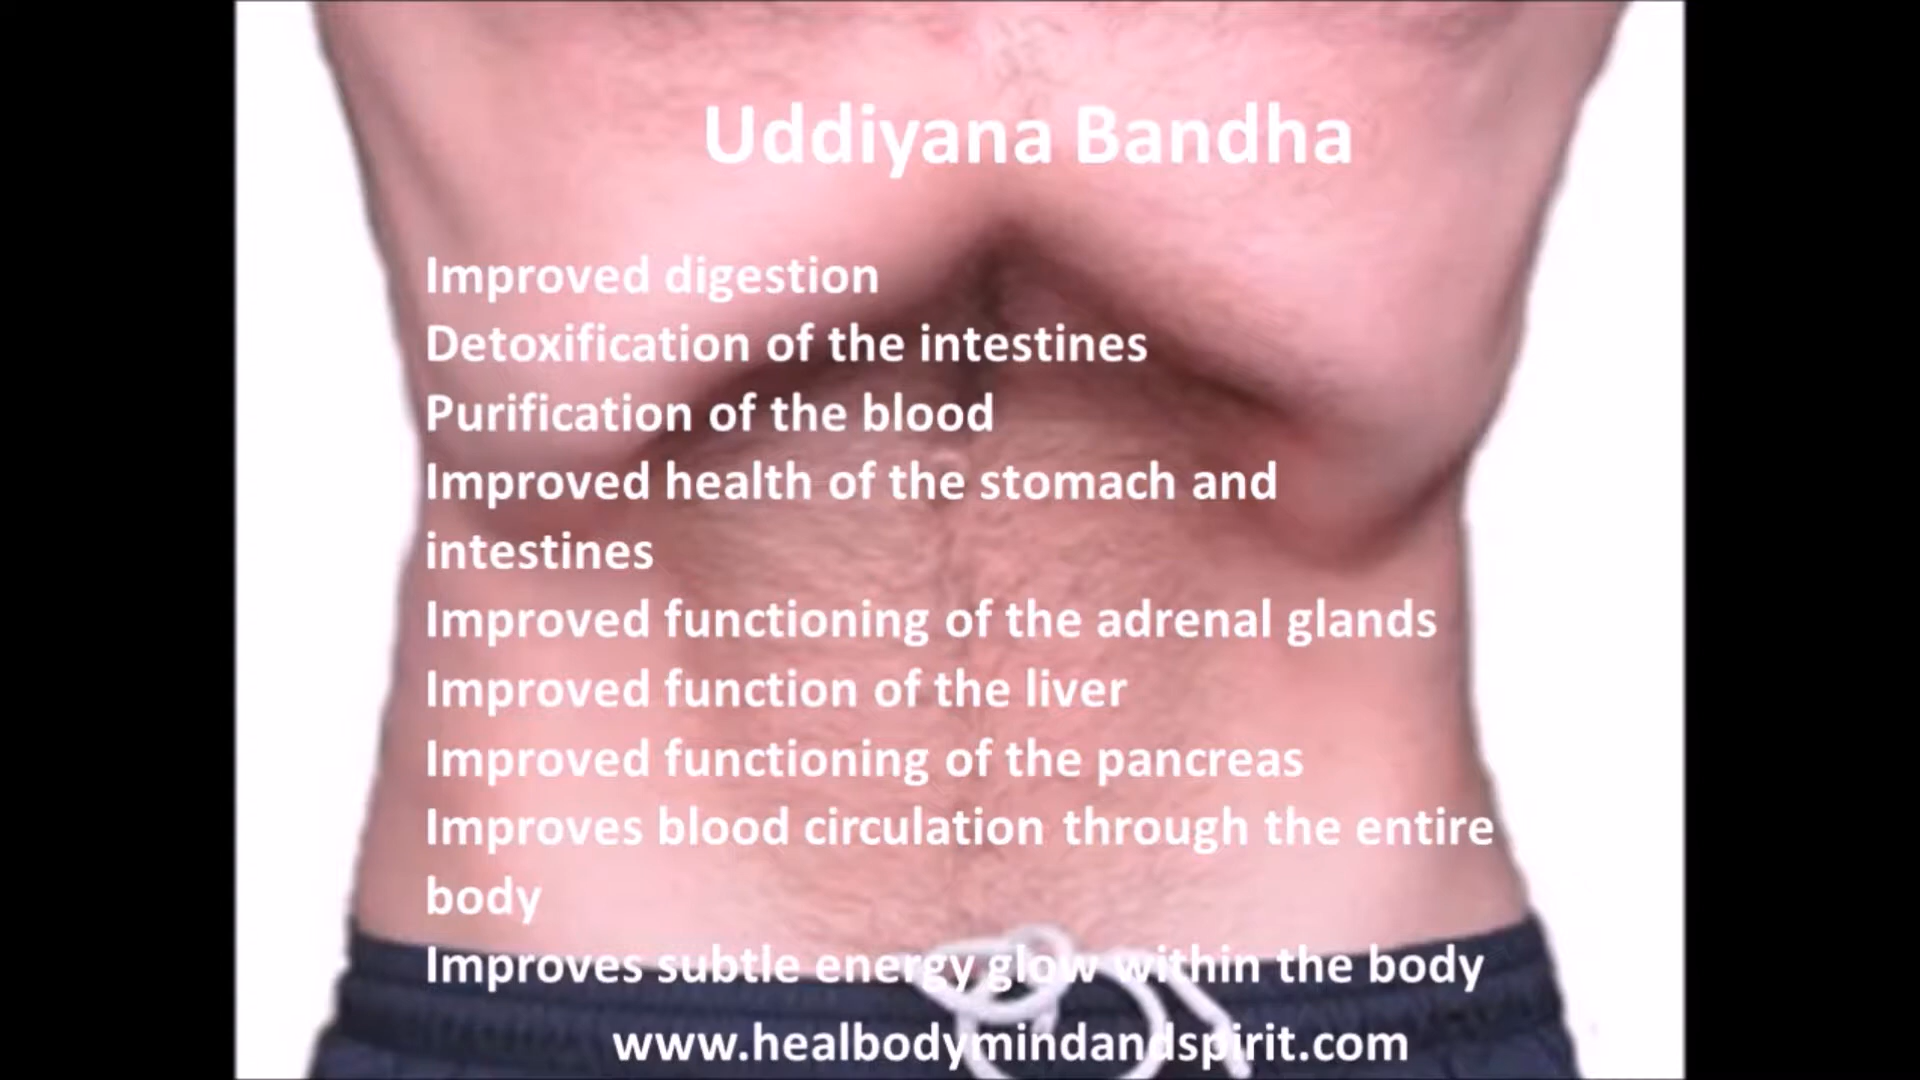 Uddiyana Bandha
Improved digestion
Detoxification of the intestines
Purification of the blood
Improved health of the stomach and
intestines
Improved functioning of the adrenal glands
Improved function of the liver
Improved functioning of the pancreas
Improves blood circulation through the entire
body
Improves subtle energy glow within the body
www.healbodymindandspirit.com